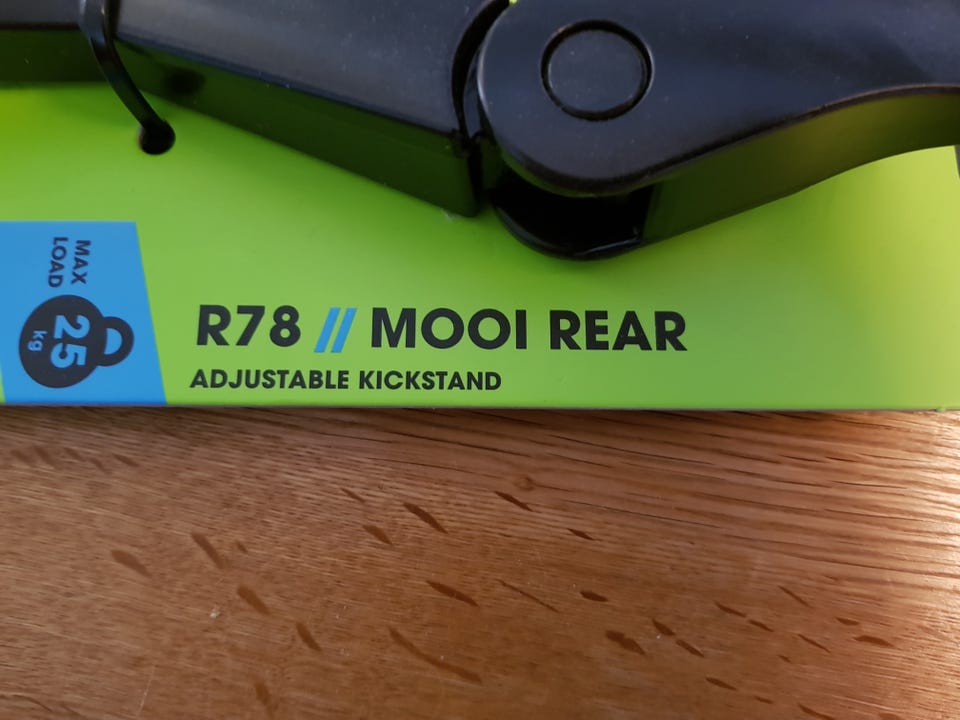 MAX
LOAD
25
kg
R78 // MOOI REAR
ADJUSTABLE KICKSTAND